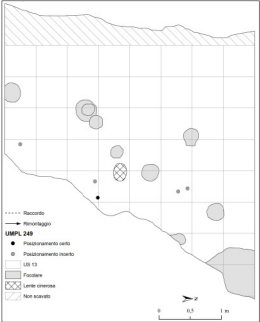 Raccordo
Rimontaggio
UMPL 249
Posizionamento certo
Posizionamento incerto
US 13
Focolare
Lente cinerosa
Non scavato
N
0 0,5 1 m